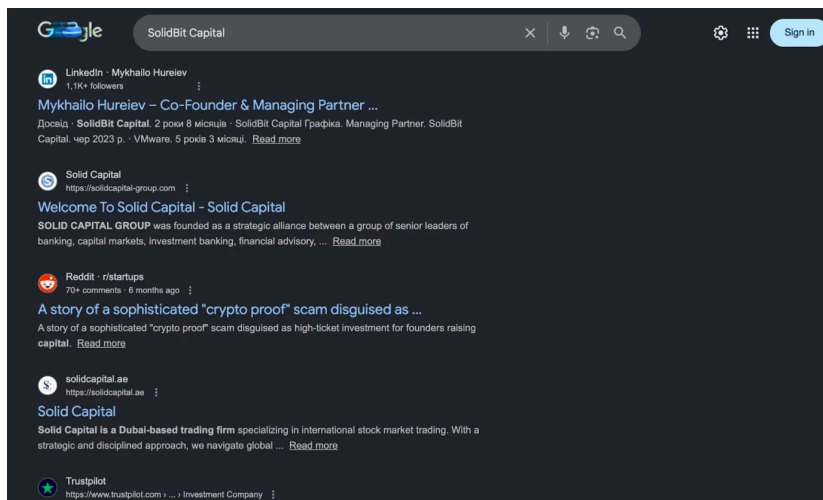 Google
SolidBit Capital
Sign in
LinkedIn · Mykhailo Hureiev
1,1K+ followers
Mykhailo Hureiev – Co-Founder & Managing Partner ...
Досвід · SolidBit Capital. 2 роки 8 місяців · SolidBit Capital Графіка. Managing Partner. SolidBit
Capital. чер 2023 р. · VMware. 5 років 3 місяці. Read more
Solid Capital
https://solidcapital-group.com
Welcome To Solid Capital - Solid Capital
SOLID CAPITAL GROUP was founded as a strategic alliance between a group of senior leaders of
banking, capital markets, investment banking, financial advisory, ... Read more
Reddit · r/startups
70+ comments · 6 months ago
A story of a sophisticated "crypto proof" scam disguised as ...
A story of a sophisticated "crypto proof" scam disguised as high-ticket investment for founders raising
capital. Read more
solidcapital.ae
https://solidcapital.ae
Solid Capital
Solid Capital is a Dubai-based trading firm specializing in international stock market trading. With a
strategic and disciplined approach, we navigate global ... Read more
Trustpilot
https://www.trustpilot.com › ... › Investment Company